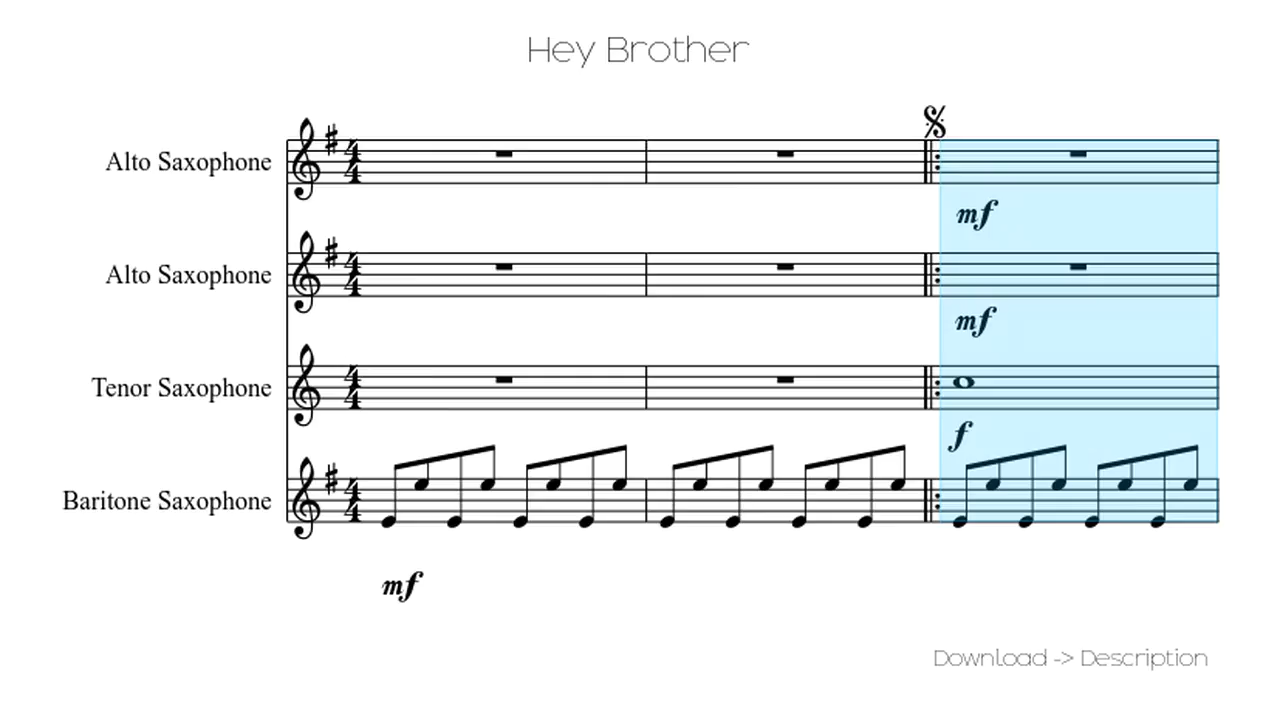 Hey Brother
Alto Saxophone
mf
Alto Saxophone
mf
Tenor Saxophone
f
Baritone Saxophone
mf
Download -> Description